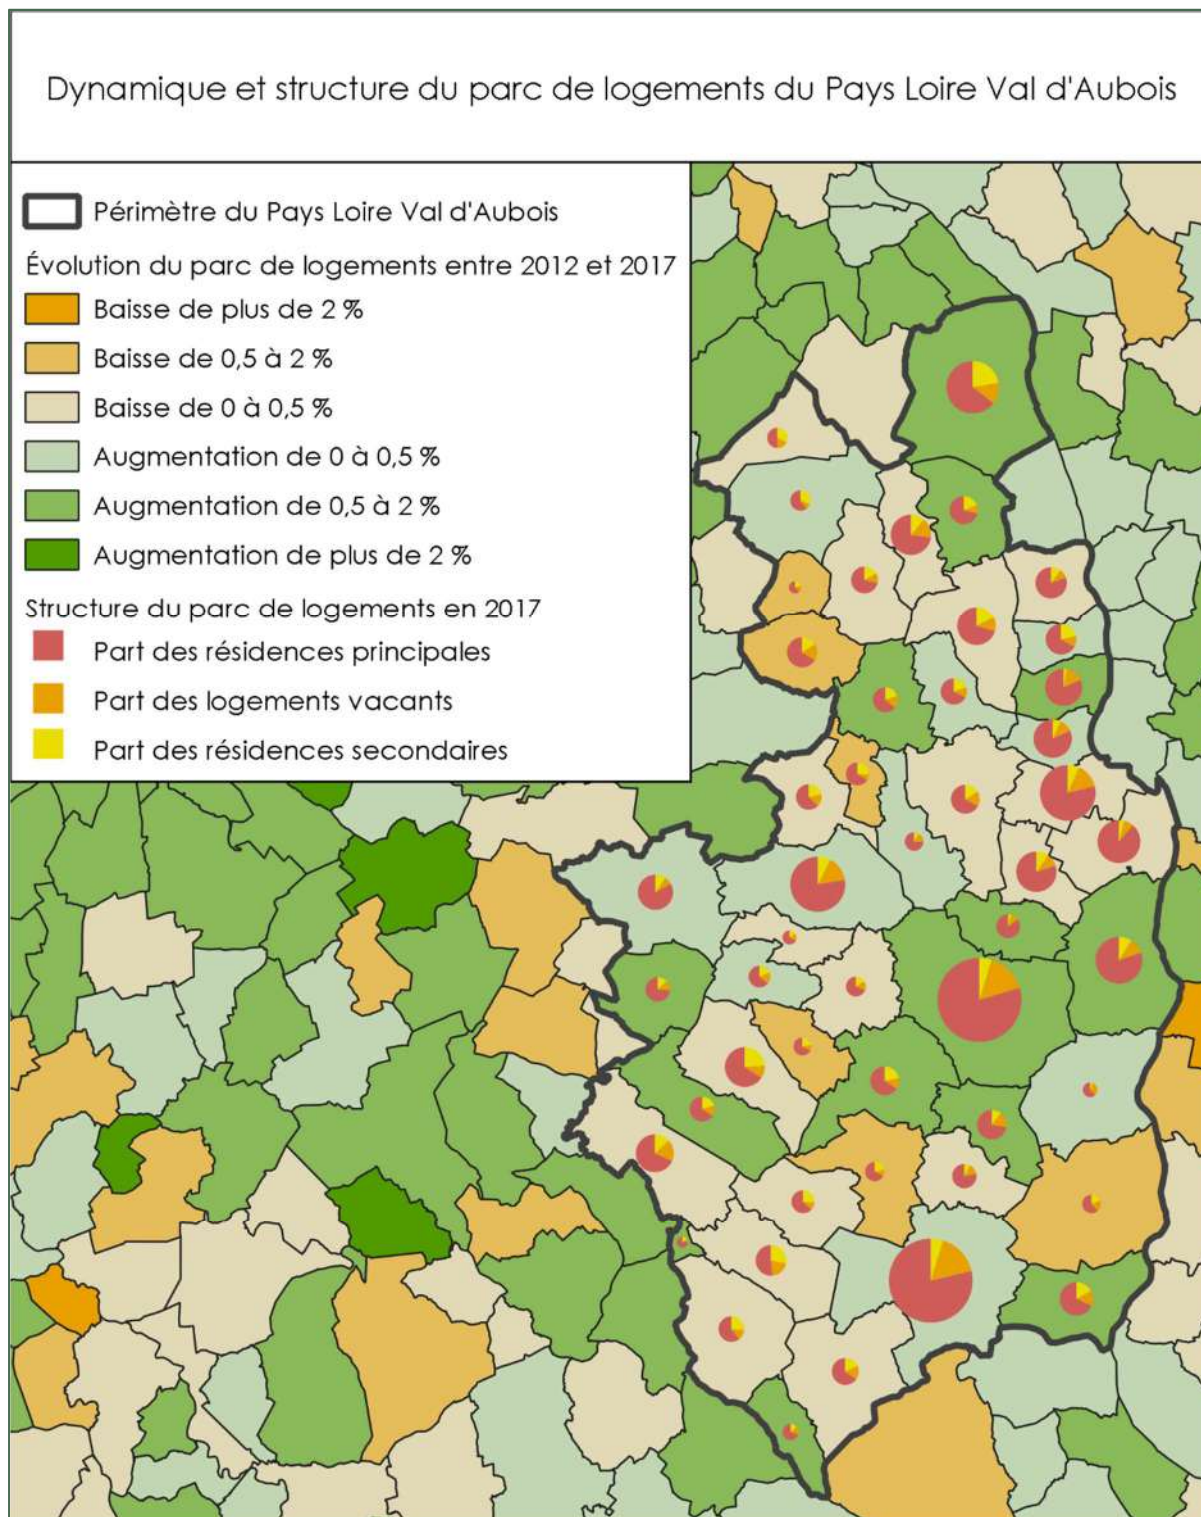 Dynamique et structure du parc de logements du Pays Loire Val d'Aubois
Périmètre du Pays Loire Val d'Aubois
Évolution du parc de logements entre 2012 et 2017
Baisse de plus de 2 %
Baisse de 0,5 à 2 %
Baisse de 0 à 0,5 %
Augmentation de 0 à 0,5 %
Augmentation de 0,5 à 2 %
Augmentation de plus de 2 %
Structure du parc de logements en 2017
Part des résidences principales
Part des logements vacants
Part des résidences secondaires